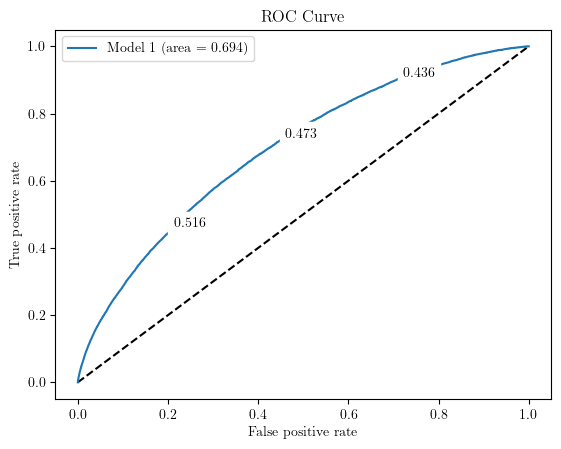 ROC Curve
Model 1 (area = 0.694)
1.0
0.8
0.6
0.4
0.2
0.0
True positive rate
0.436
0.473
0.516
0.0 0.2 0.4 0.6 0.8 1.0
False positive rate